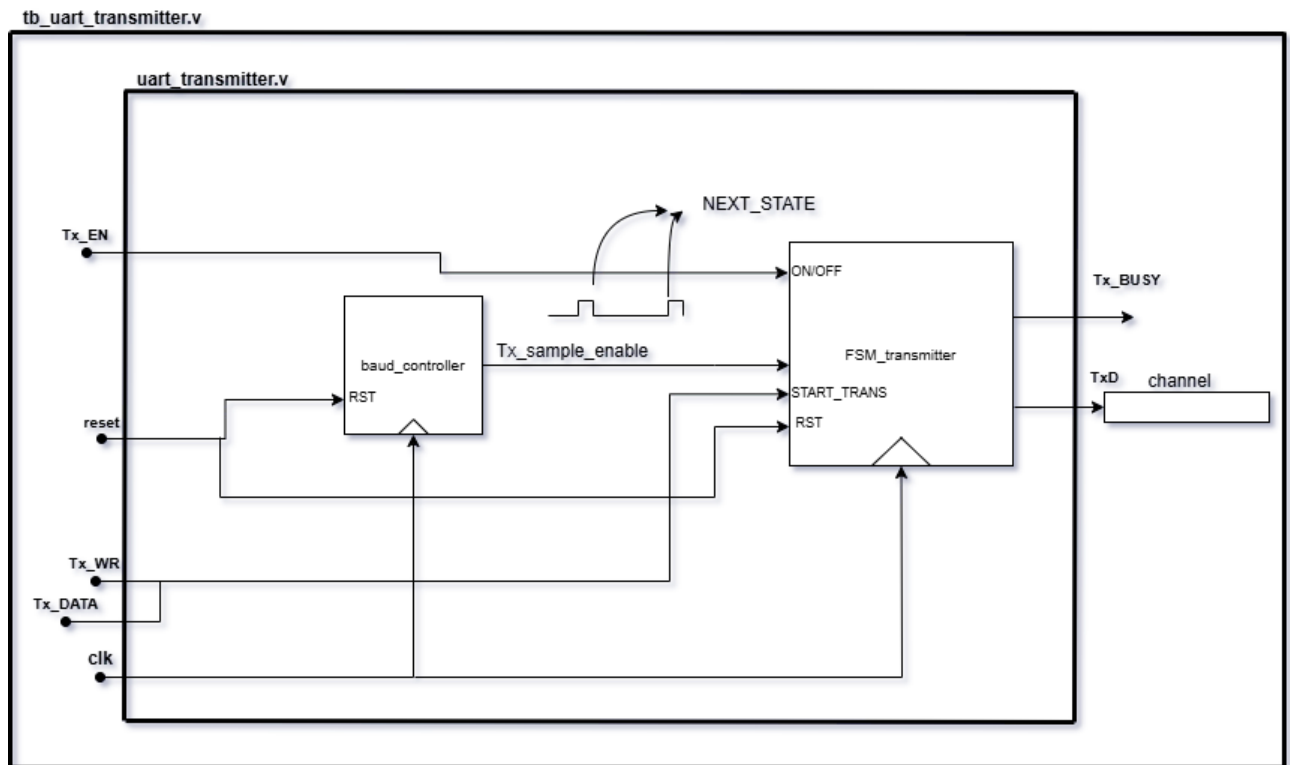 tb_uart_transmitter.v
uart_transmitter.v
NEXT_STATE
Tx_EN
ON/OFF
Tx_BUSY
Tx_sample_enable
FSM_transmitter
baud_controller
TxD
channel
RST
START_TRANS
reset
RST
Tx_WR
Tx_DATA
clk